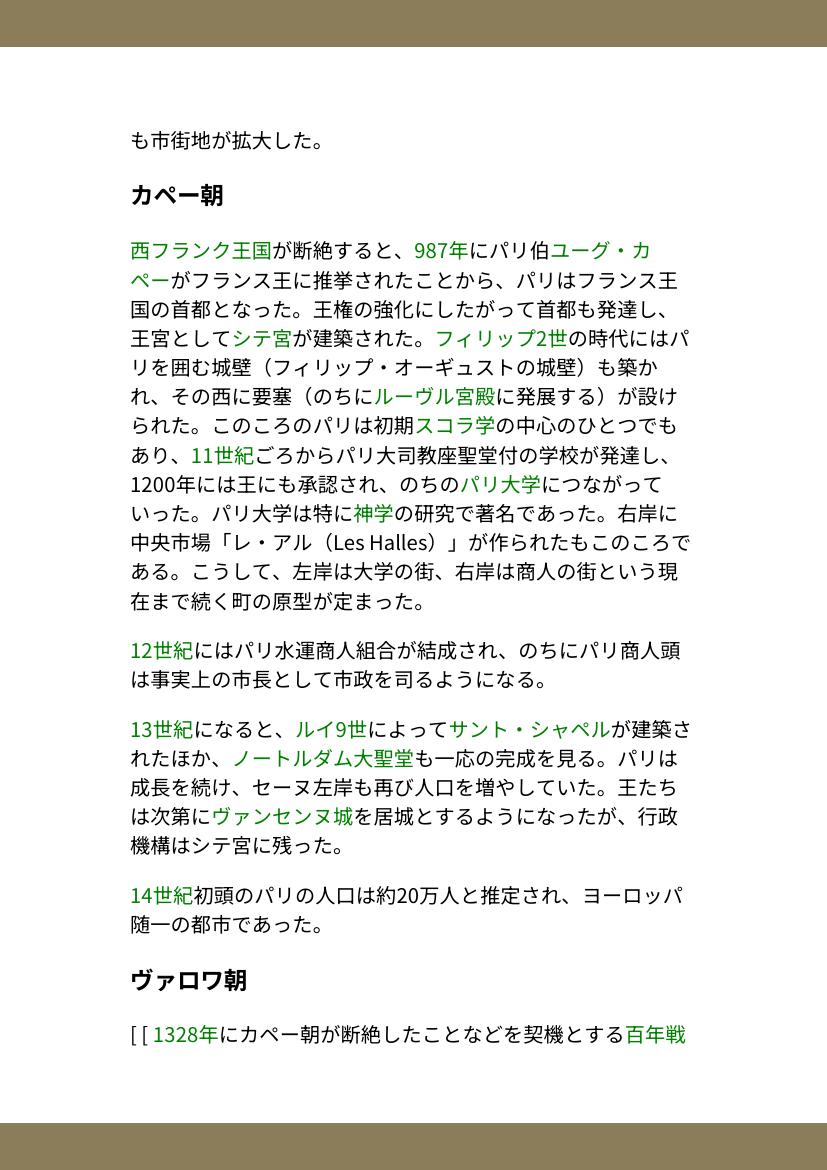 も市街地が拡大した。
カペー朝
西フランク王国が断絶すると、987年にパリ伯ユーグ・カ
ペーがフランス王に推挙されたことから、パリはフランス王
国の首都となった。王権の強化にしたがって首都も発達し、
王宮としてシテ宮が建築された。フィリップ2世の時代にはパ
リを囲む城壁（フィリップ・オーギュストの城壁）も築か
れ、その西に要塞（のちにルーヴル宮殿に発展する）が設け
られた。このころのパリは初期スコラ学の中心のひとつでも
あり、11世紀ごろからパリ大司教座聖堂付の学校が発達し、
1200年には王にも承認され、のちのパリ大学につながって
いった。パリ大学は特に神学の研究で著名であった。右岸に
中央市場「レ・アル（Les Halles）」が作られたもこのころで
ある。こうして、左岸は大学の街、右岸は商人の街という現
在まで続く町の原型が定まった。
12世紀にはパリ水運商人組合が結成され、のちにパリ商人頭
は事実上の市長として市政を司るようになる。
13世紀になると、ルイ9世によってサント・シャペルが建築さ
れたほか、ノートルダム大聖堂も一応の完成を見る。パリは
成長を続け、セーヌ左岸も再び人口を増やしていた。王たち
は次第にヴァンセンヌ城を居城とするようになったが、行政
機構はシテ宮に残った。
14世紀初頭のパリの人口は約20万人と推定され、ヨーロッパ
随一の都市であった。
ヴァロワ朝
[ [ 1328年にカペー朝が断絶したことなどを契機とする百年戦